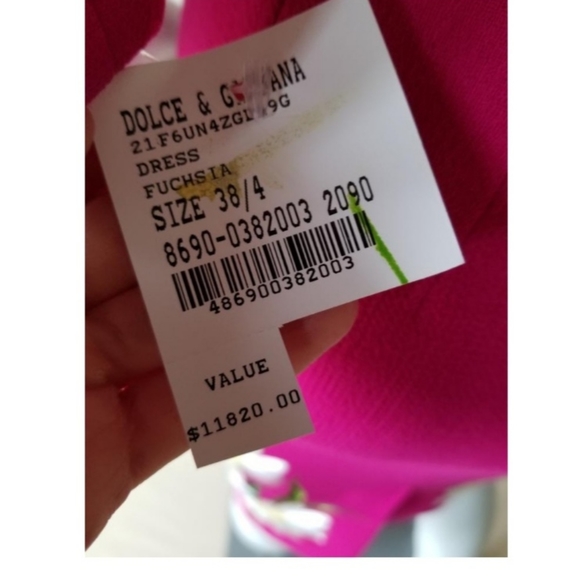 DOLCE &
DRESS
FUCHSIA
SIZE 38/4
8690-0382003 2090
486900382003
VALUE
$11820.00